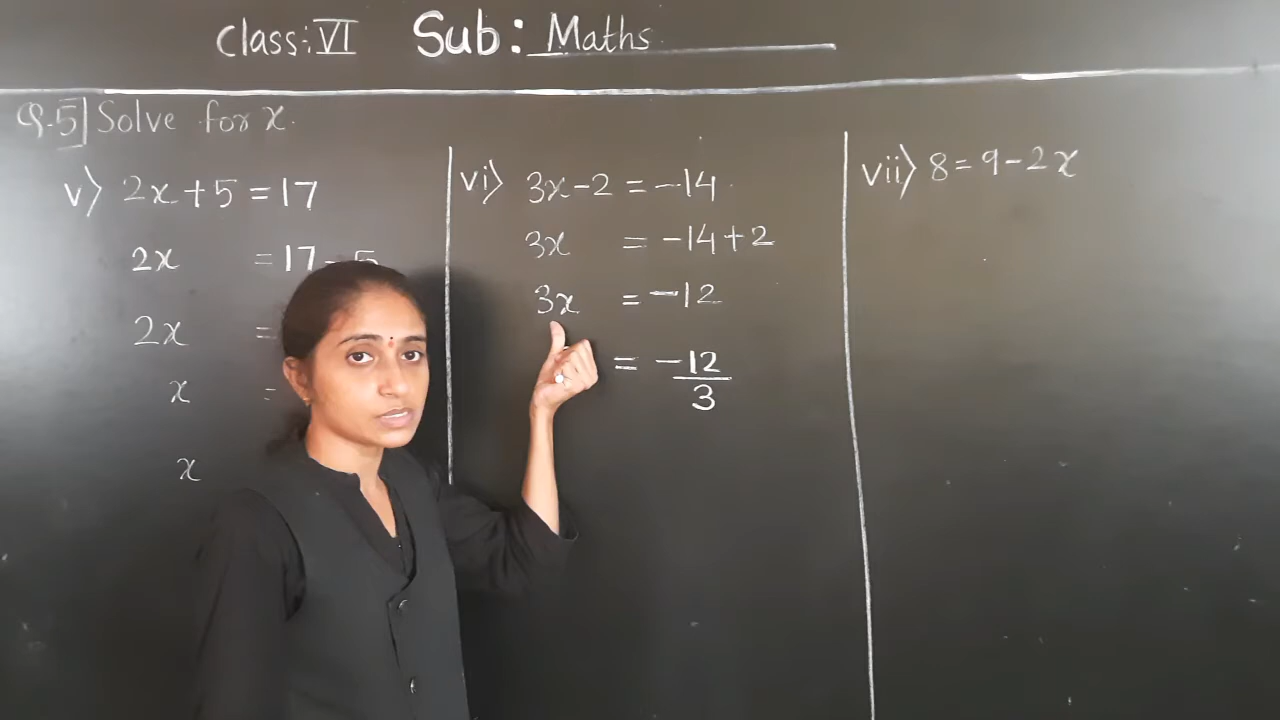 Class: VI Sub: Maths
Q.5] Solve for x.
v) 2x + 5 = 17
2x = 17 - 5
2x =
x =
x
vi) 3x - 2 = -14
3x = -14 + 2
3x = -12
= -12/3
vii) 8 = 9 - 2x